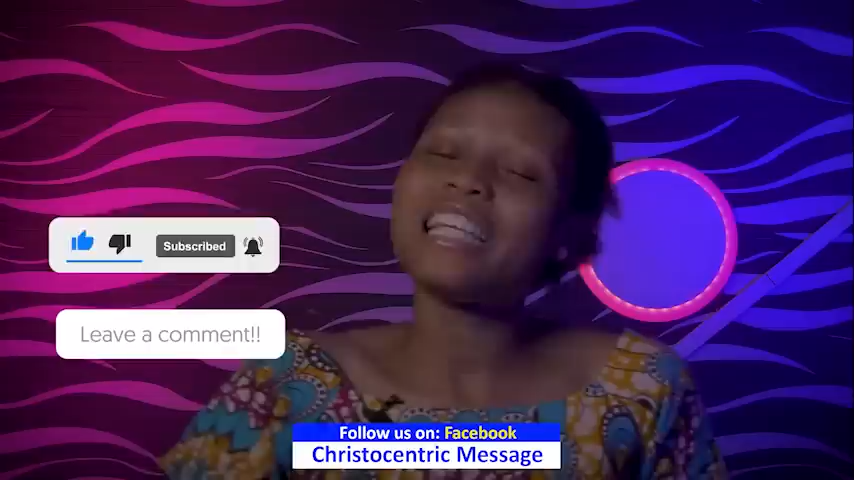 Subscribed
Leave a comment!!
Follow us on: Facebook
Christocentric Message